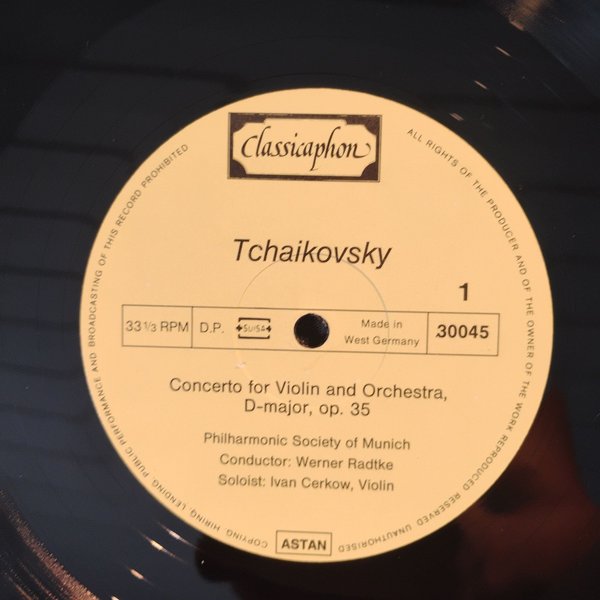 Classicaphon
ALL RIGHTS OF THE PRODUCER AND OF THE OWNER OF THE WORK REPRODUCED RESERVED UNAUTHORISED COPYING, HIRING, LENDING, PUBLIC PERFORMANCE AND BROADCASTING OF THIS RECORD PROHIBITED
Tchaikovsky
1
33 1/3 RPM D.P. SUISA Made in West Germany 30045
Concerto for Violin and Orchestra,
D-major, op. 35
Philharmonic Society of Munich
Conductor: Werner Radtke
Soloist: Ivan Cerkow, Violin
ASTAN